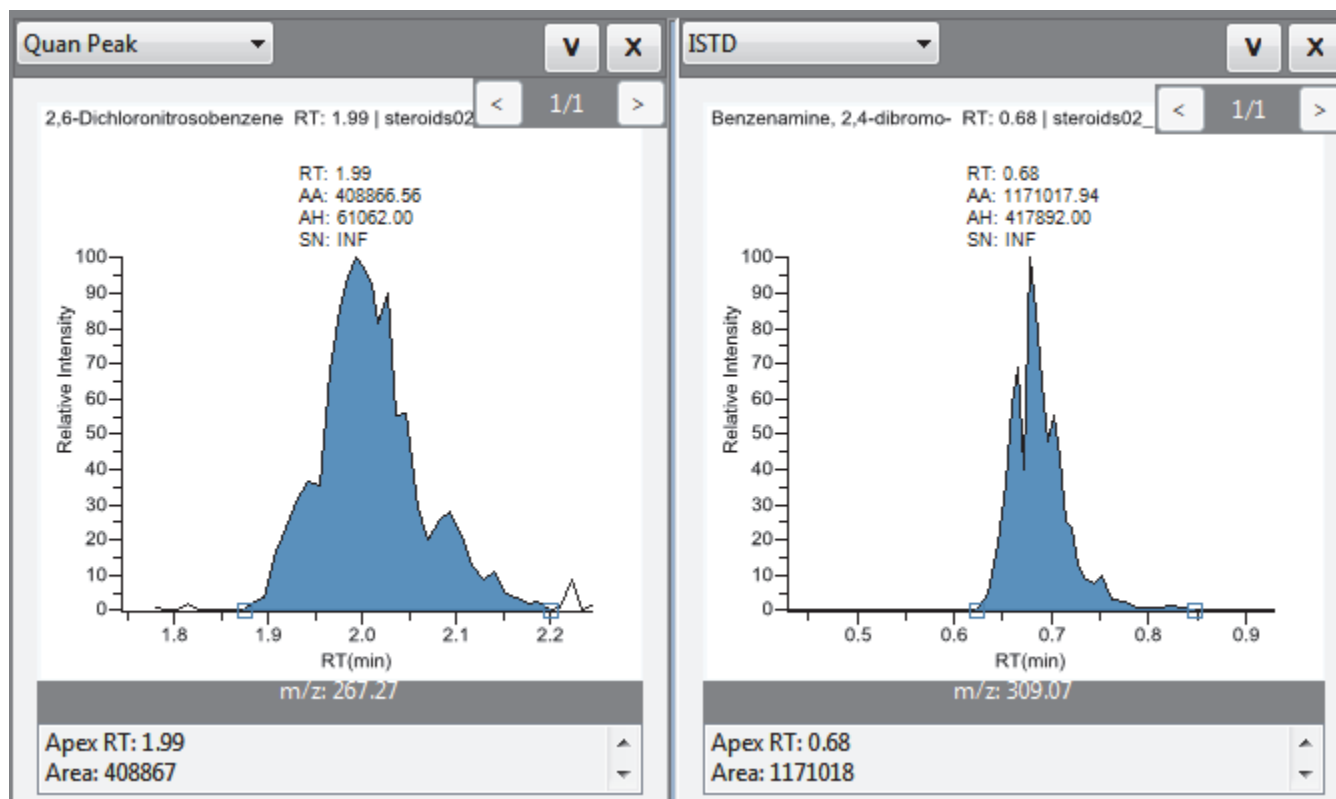 Quan Peak
V
X
< 1/1 >
2,6-Dichloronitrosobenzene RT: 1.99 | steroids02
RT: 1.99
AA: 408866.56
AH: 61062.00
SN: INF
100
90
80
70
60
50
40
30
20
10
0
Relative Intensity
1.8 1.9 2.0 2.1 2.2
RT(min)
m/z: 267.27
Apex RT: 1.99
Area: 408867
ISTD
V
X
< 1/1 >
Benzenamine, 2,4-dibromo- RT: 0.68 | steroids02_
RT: 0.68
AA: 1171017.94
AH: 417892.00
SN: INF
100
90
80
70
60
50
40
30
20
10
0
Relative Intensity
0.5 0.6 0.7 0.8 0.9
RT(min)
m/z: 309.07
Apex RT: 0.68
Area: 1171018